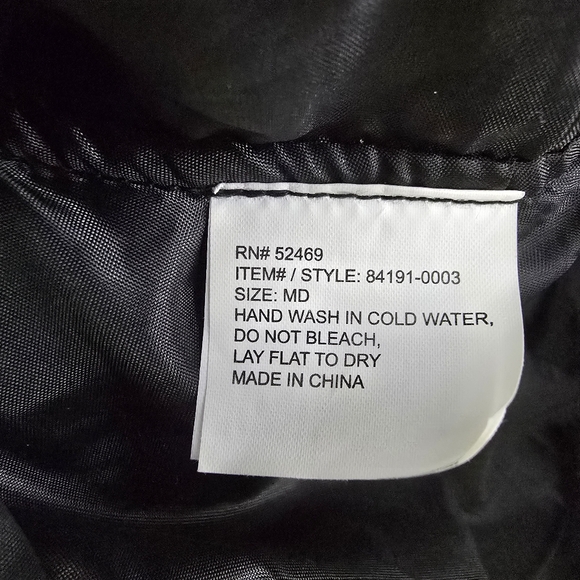 RN# 52469
ITEM# / STYLE: 84191-0003
SIZE: MD
HAND WASH IN COLD WATER,
DO NOT BLEACH,
LAY FLAT TO DRY
MADE IN CHINA